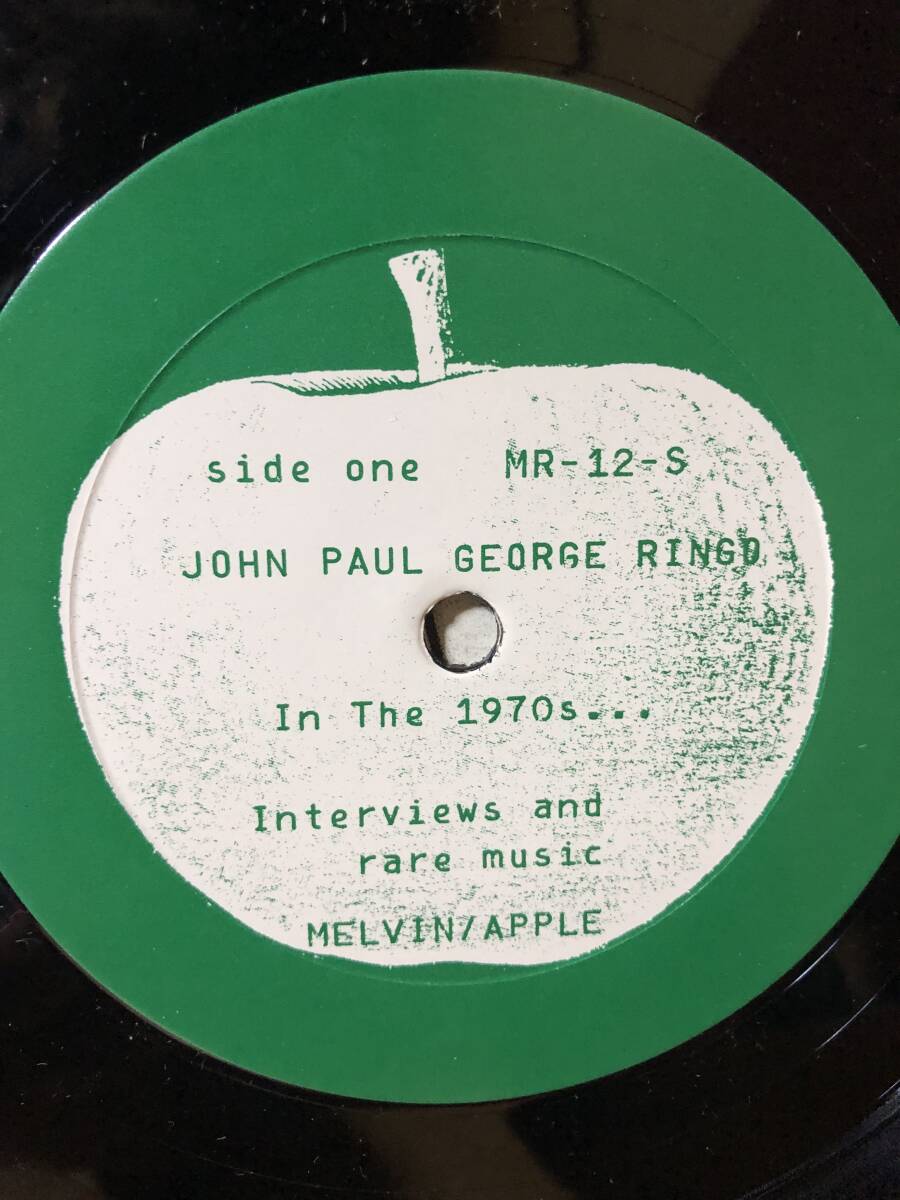 side one MR-12-S
JOHN PAUL GEORGE RINGO
In The 1970s...
Interviews and
rare music
MELVIN/APPLE